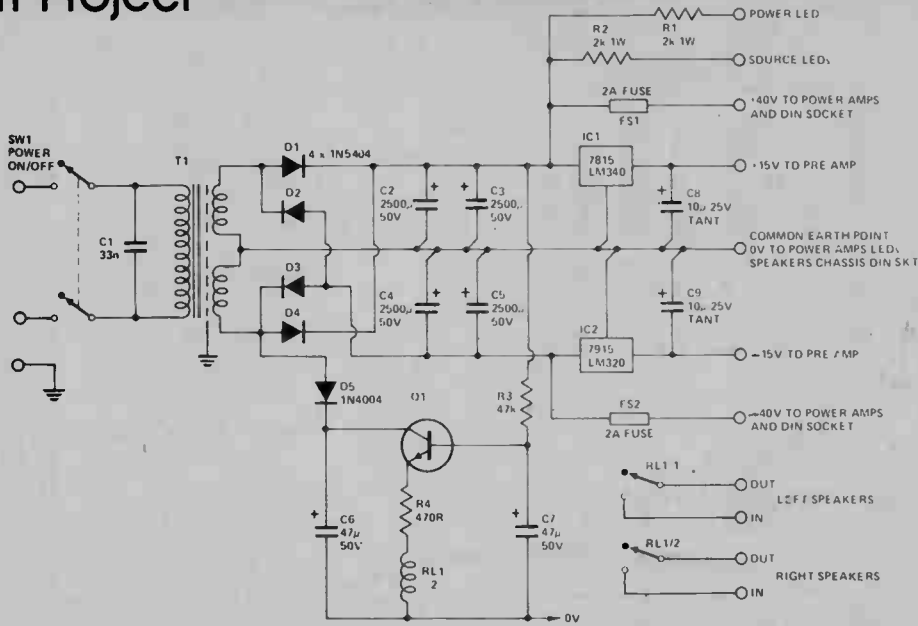 Project
POWER LED
R1
2k 1W
R2
2k 1W
SOURCE LEDs
2A FUSE
FS1
+40V TO POWER AMPS
AND DIN SOCKET
SW1
POWER
ON/OFF
T1
D1
4 x 1N5404
IC1
7815
LM340
+15V TO PRE AMP
D2
C2
2500µ
50V
C3
2500µ
50V
C8
10µ 25V
TANT
C1
33n
COMMON EARTH POINT
0V TO POWER AMPS LEDs
SPEAKERS CHASSIS DIN SKT
D3
D4
C4
2500µ
50V
C5
2500µ
50V
C9
10µ 25V
TANT
IC2
7915
LM320
-15V TO PRE AMP
D5
1N4004
Q1
R3
47k
FS2
2A FUSE
-40V TO POWER AMPS
AND DIN SOCKET
R4
470R
C6
47µ
50V
C7
47µ
50V
RL1
2
0V
RL1 1
OUT
LEFT SPEAKERS
IN
RL1/2
OUT
RIGHT SPEAKERS
IN